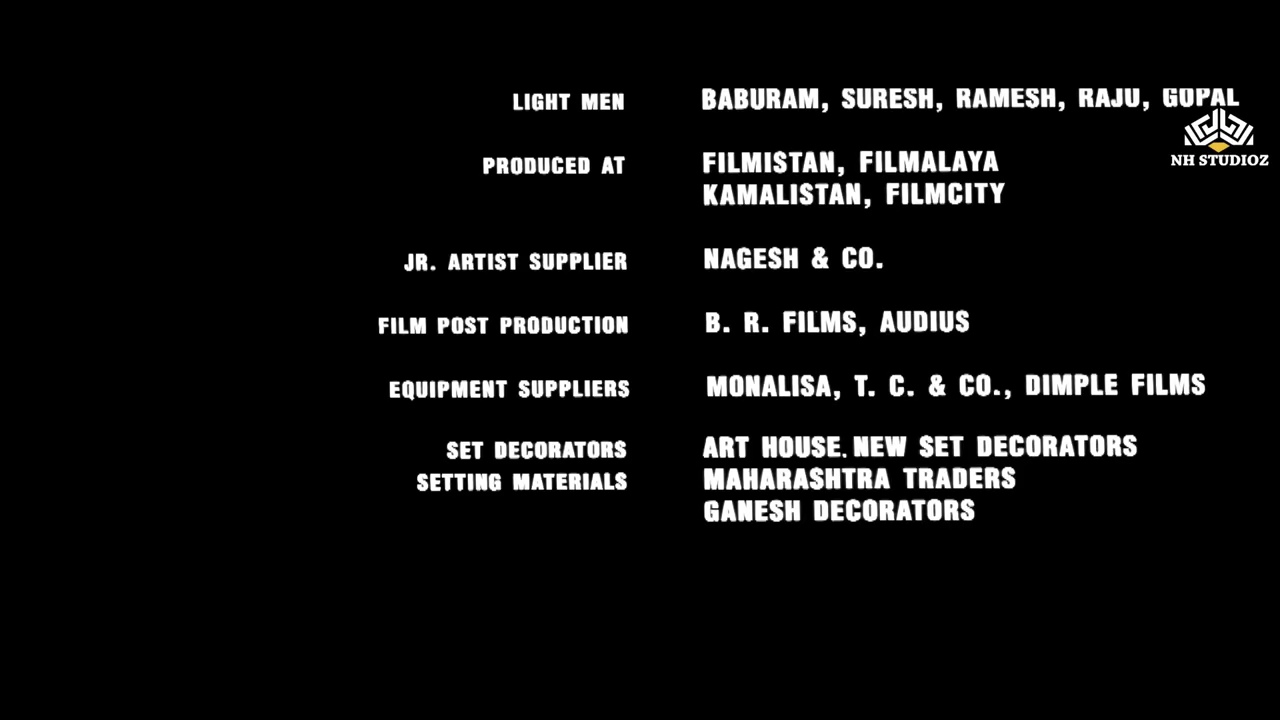 LIGHT MEN BABURAM, SURESH, RAMESH, RAJU, GOPAL
NH STUDIOZ
PRODUCED AT FILMISTAN, FILMALAYA
KAMALISTAN, FILMCITY
JR. ARTIST SUPPLIER NAGESH & CO.
FILM POST PRODUCTION B. R. FILMS, AUDIUS
EQUIPMENT SUPPLIERS MONALISA, T. C. & CO., DIMPLE FILMS
SET DECORATORS ART HOUSE. NEW SET DECORATORS
SETTING MATERIALS MAHARASHTRA TRADERS
GANESH DECORATORS